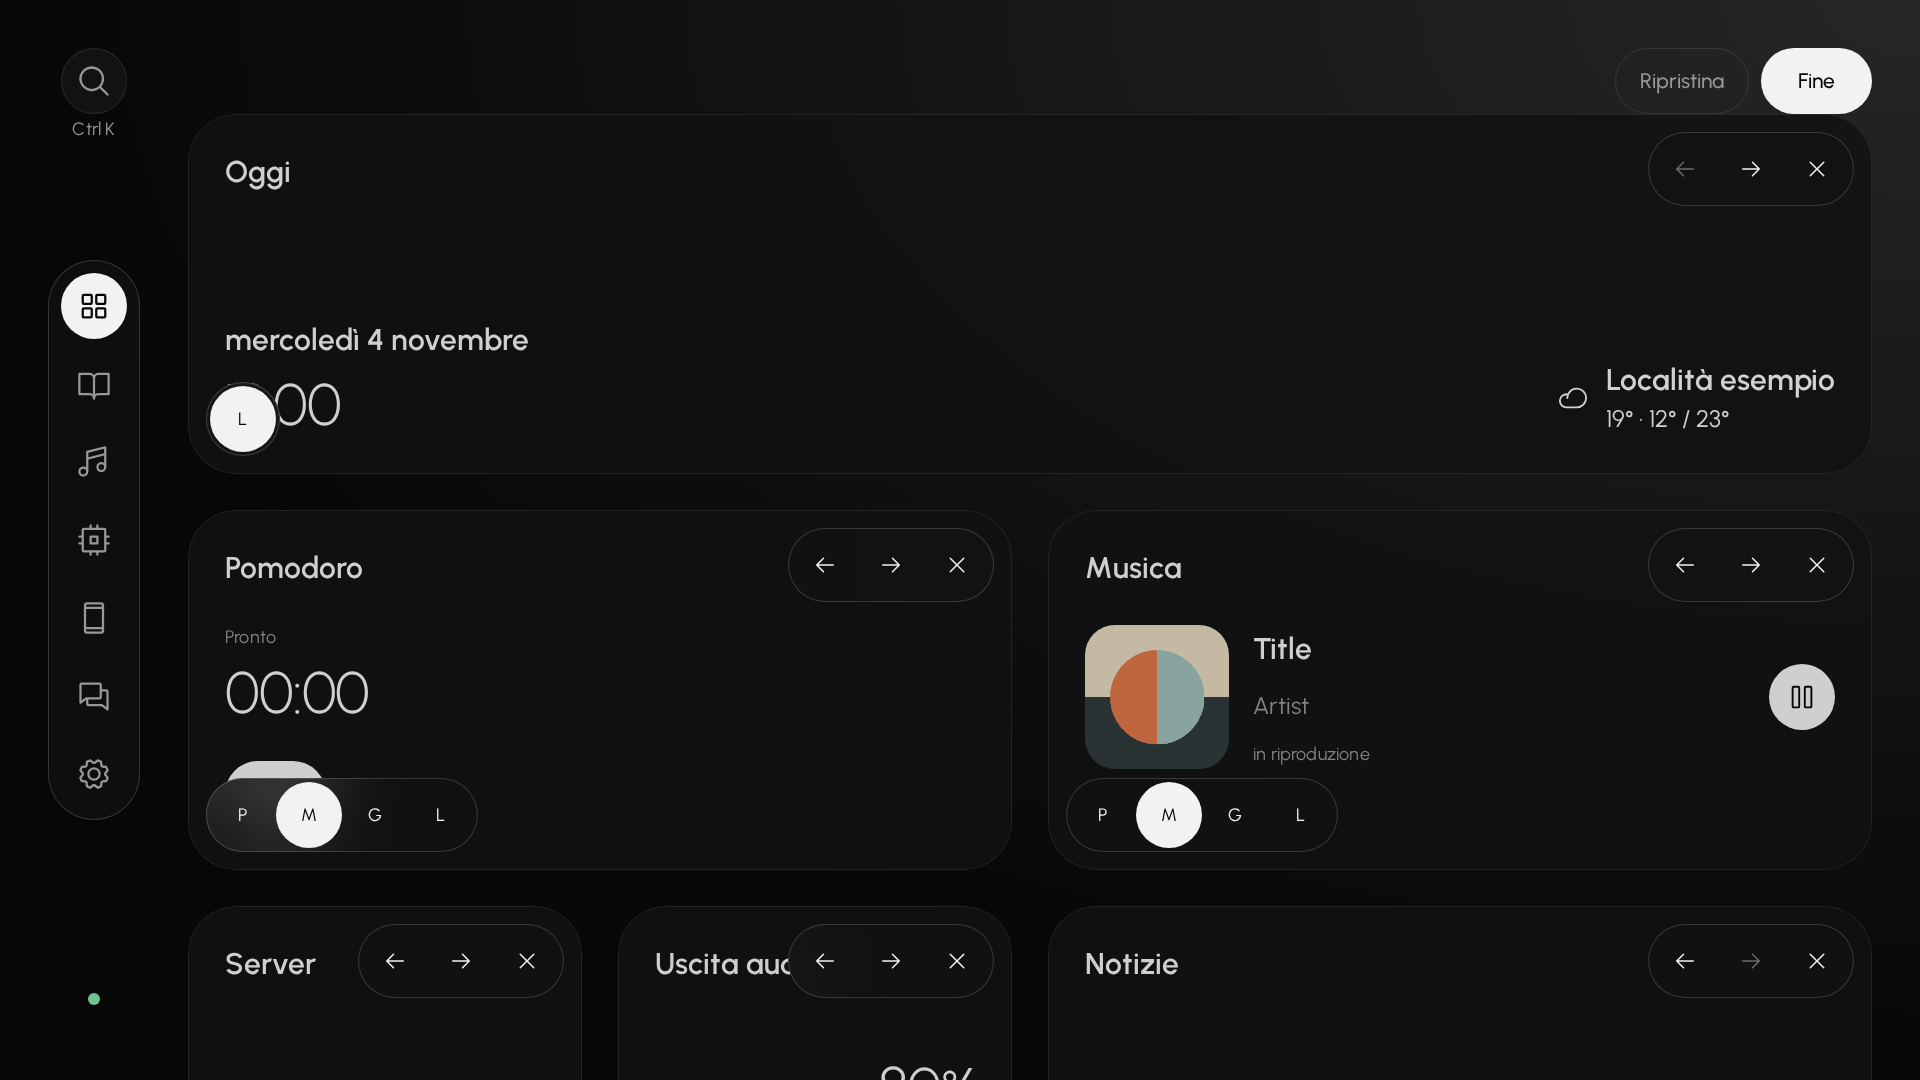 Ctrl K
Ripristina
Fine
Oggi
mercoledì 4 novembre
00
L
Località esempio
19° · 12° / 23°
Pomodoro
Pronto
00:00
P M G L
Musica
Title
Artist
in riproduzione
P M G L
Server
Uscita
Notizie